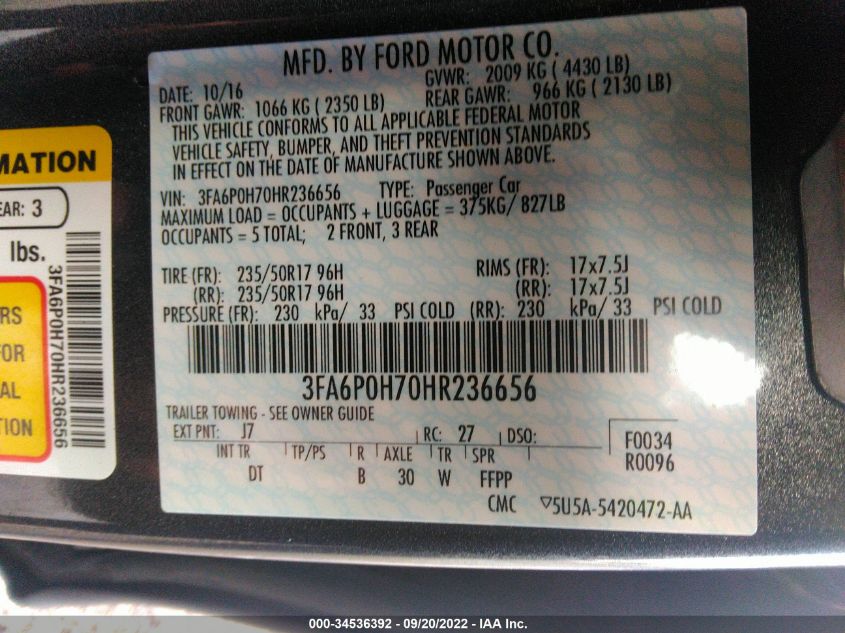 MFD. BY FORD MOTOR CO.
DATE: 10/16 GVWR: 2009 KG ( 4430 LB)
FRONT GAWR: 1066 KG ( 2350 LB) REAR GAWR: 966 KG ( 2130 LB)
THIS VEHICLE CONFORMS TO ALL APPLICABLE FEDERAL MOTOR
VEHICLE SAFETY, BUMPER, AND THEFT PREVENTION STANDARDS
IN EFFECT ON THE DATE OF MANUFACTURE SHOWN ABOVE.
VIN: 3FA6P0H70HR236656 TYPE: Passenger Car
MAXIMUM LOAD = OCCUPANTS + LUGGAGE = 375KG/ 827LB
OCCUPANTS = 5 TOTAL; 2 FRONT, 3 REAR
TIRE (FR): 235/50R17 96H RIMS (FR): 17x7.5J
(RR): 235/50R17 96H (RR): 17x7.5J
PRESSURE (FR): 230 kPa/ 33 PSI COLD (RR): 230 kPa/ 33 PSI COLD
3FA6P0H70HR236656
TRAILER TOWING - SEE OWNER GUIDE
EXT PNT: J7 RC: 27 DSO:
INT TR TP/PS R AXLE TR SPR
DT B 30 W FFPP
F0034
R0096
CMC ▽5U5A-5420472-AA
MATION
EAR: 3
lbs.
RS
FOR
AL
TION
3FA6P0H70HR236656
000-34536392 - 09/20/2022 - IAA Inc.